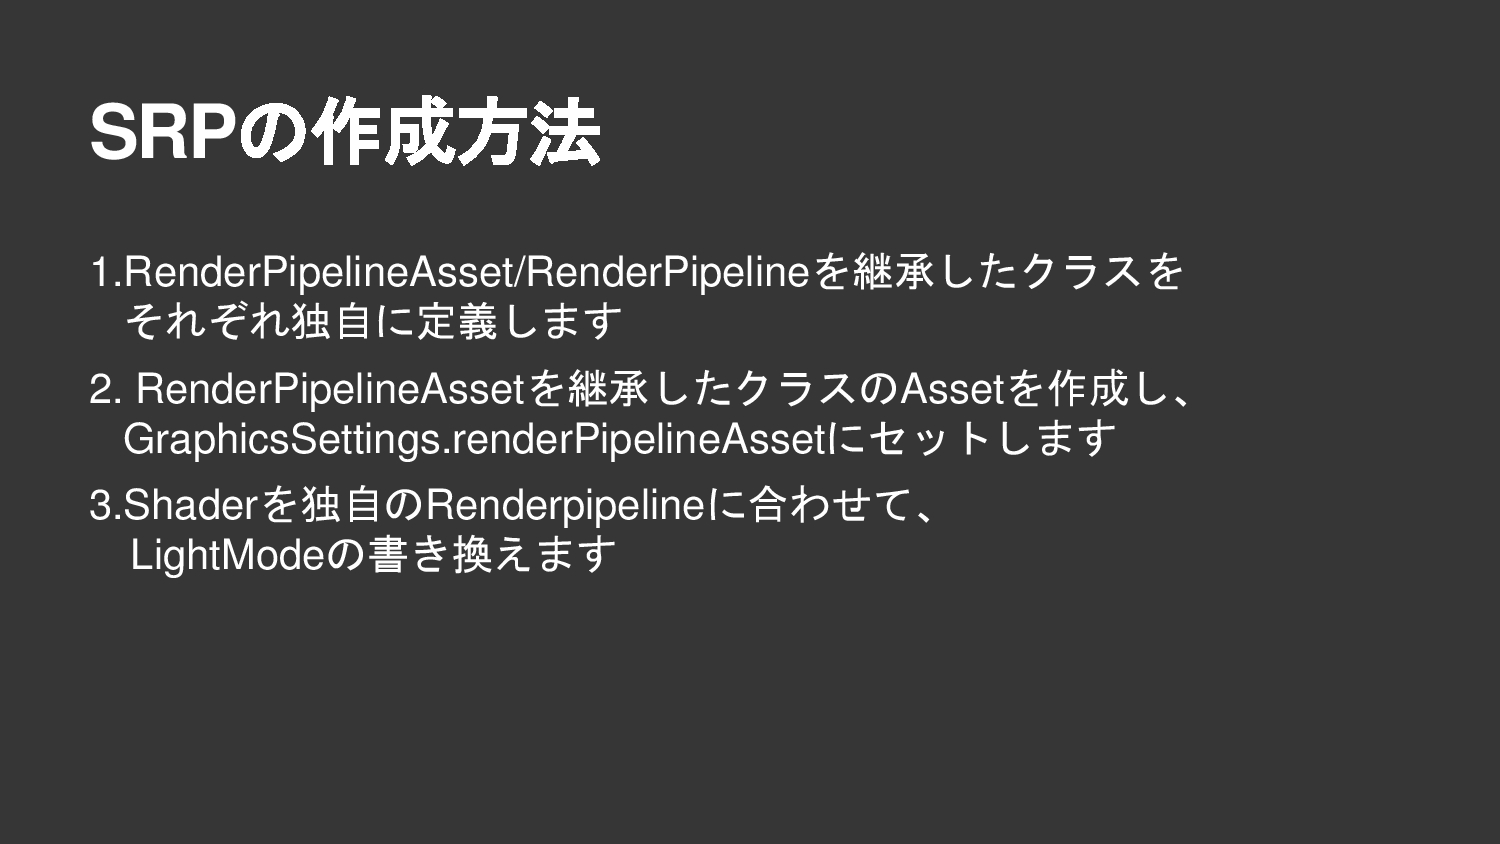 SRPの作成方法
1.RenderPipelineAsset/RenderPipelineを継承したクラスを
それぞれ独自に定義します
2. RenderPipelineAssetを継承したクラスのAssetを作成し、
GraphicsSettings.renderPipelineAssetにセットします
3.Shaderを独自のRenderpipelineに合わせて、
LightModeの書き換えます